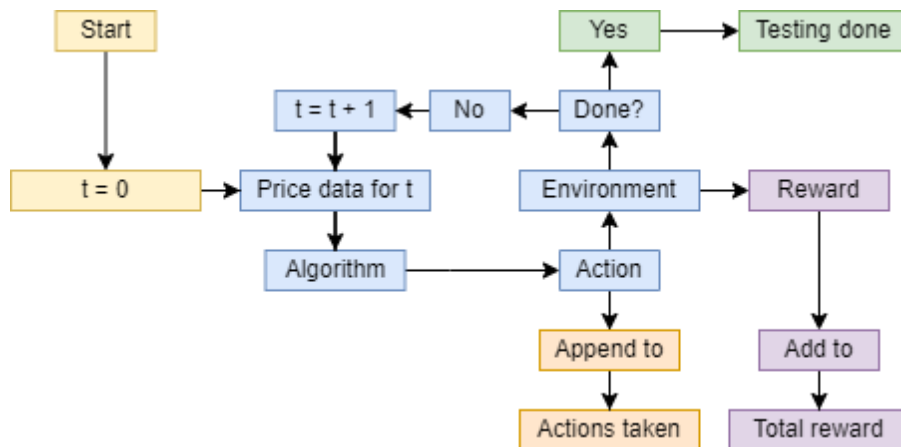 Start
Yes
Testing done
t = t + 1
No
Done?
t = 0
Price data for t
Environment
Reward
Algorithm
Action
Append to
Add to
Actions taken
Total reward